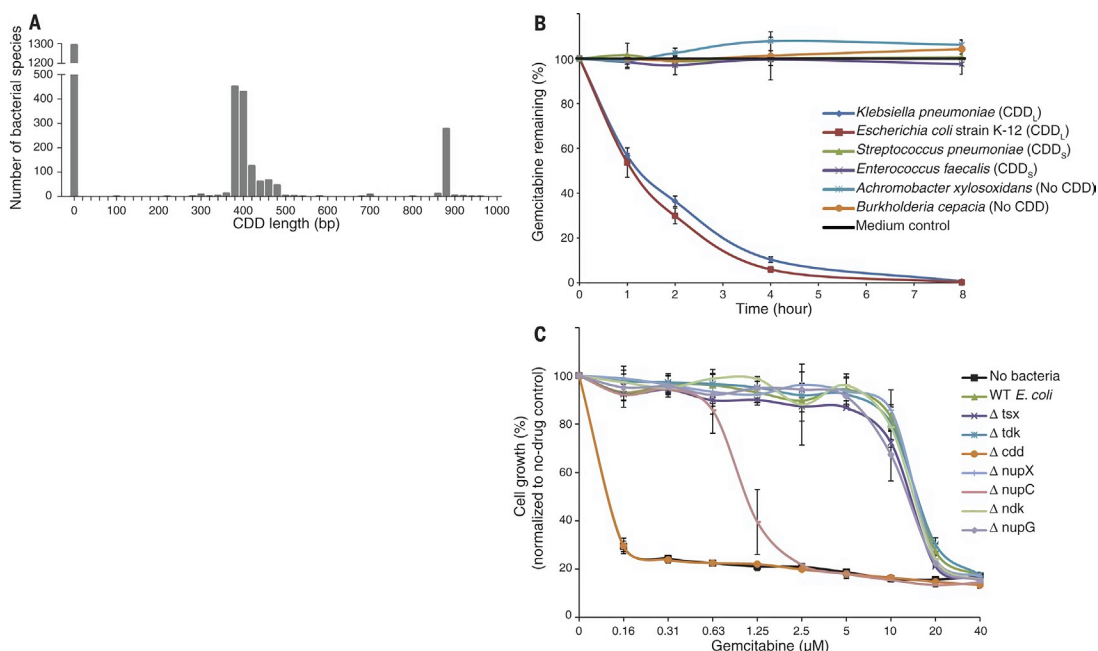 A
Number of bacterial species
1300
1200
500
400
300
200
100
0
0 100 200 300 400 500 600 700 800 900 1000
CDD length (bp)
B
Gemcitabine remaining (%)
100
80
60
40
20
0
0 1 2 3 4 5 6 7 8
Time (hour)
Klebsiella pneumoniae (CDDL)
Escherichia coli strain K-12 (CDDL)
Streptococcus pneumoniae (CDDS)
Enterococcus faecalis (CDDS)
Achromobacter xylosoxidans (No CDD)
Burkholderia cepacia (No CDD)
Medium control
C
Cell growth (%)
(normalized to no-drug control)
100
80
60
40
20
0
0 0.16 0.31 0.63 1.25 2.5 5 10 20 40
Gemcitabine (µM)
No bacteria
WT E. coli
Δ tsx
Δ tdk
Δ cdd
Δ nupX
Δ nupC
Δ ndk
Δ nupG